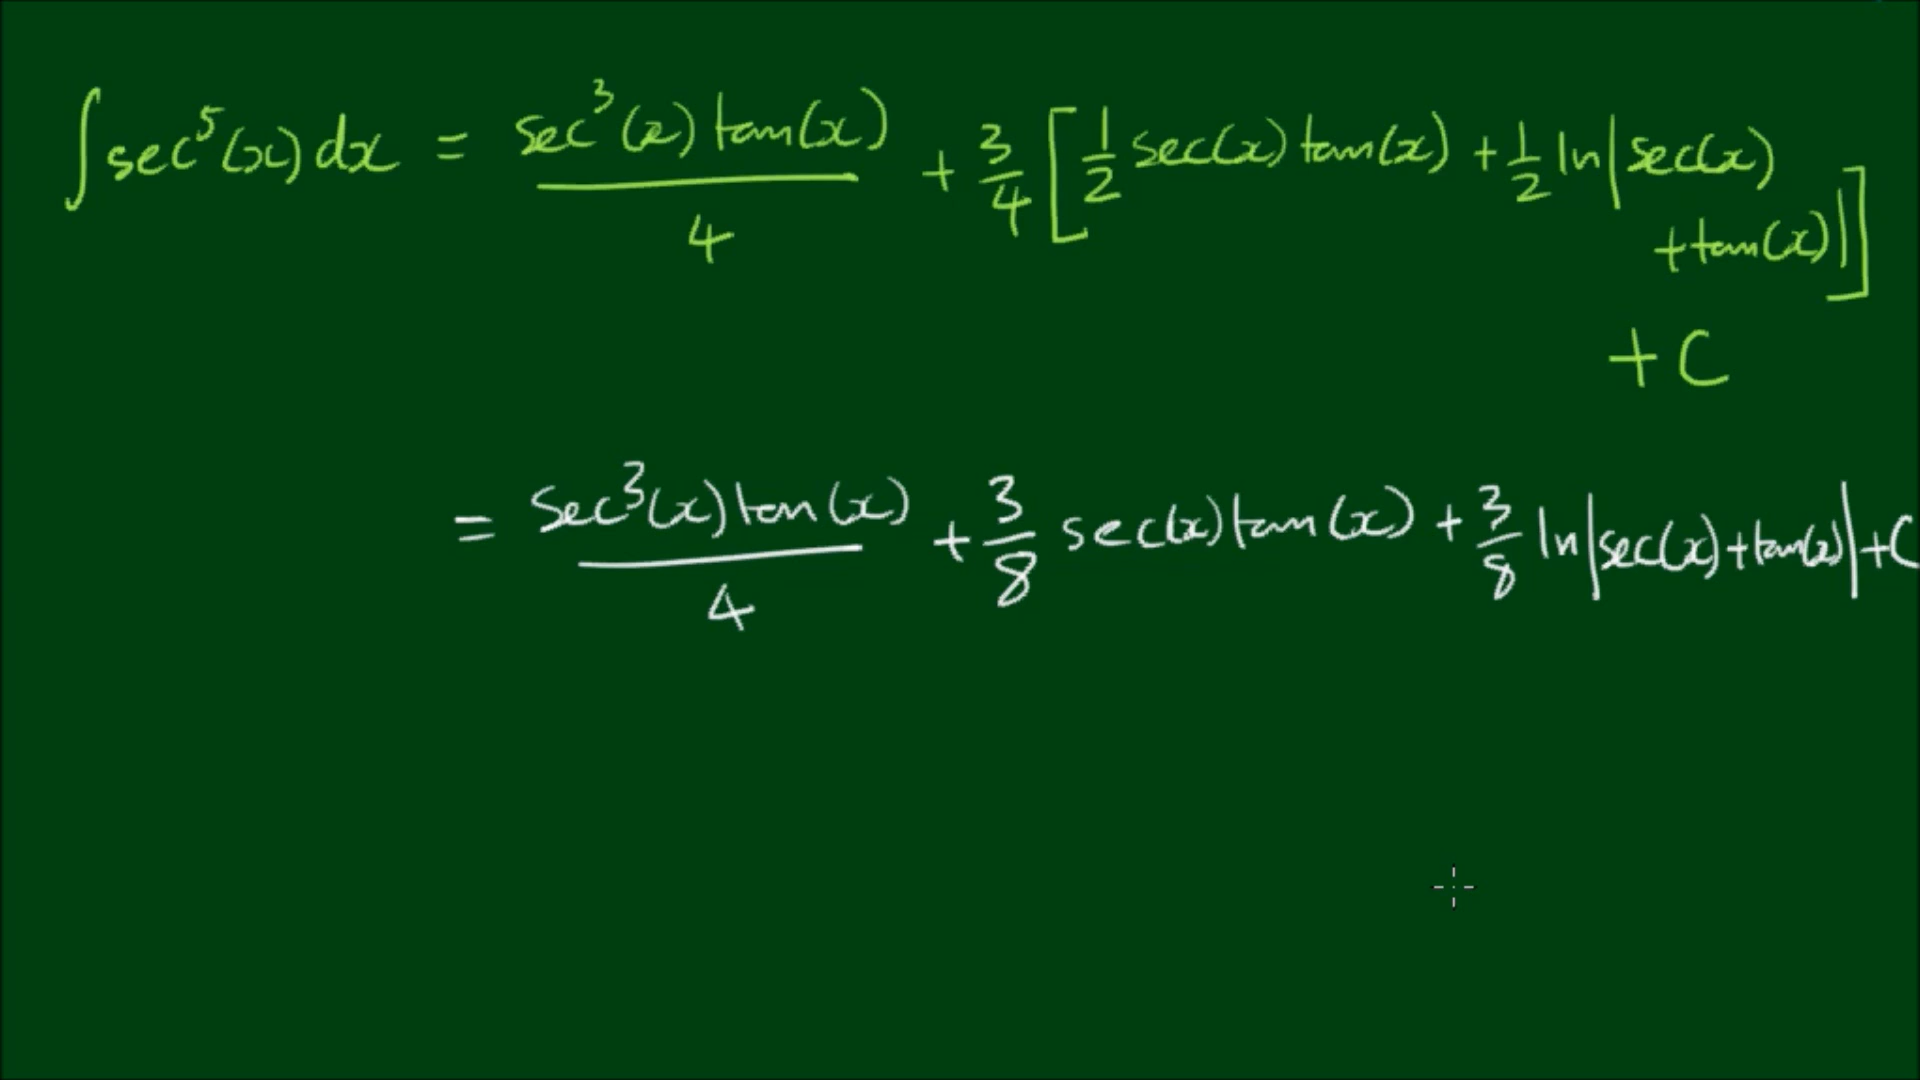 ∫sec⁵(x)dx = sec³(x)tan(x)/4 + 3/4[1/2 sec(x)tan(x) + 1/2 ln|sec(x)
+tan(x)|]
+ C
= sec³(x)tan(x)/4 + 3/8 sec(x)tan(x) + 3/8 ln|sec(x)+tan(x)|+C